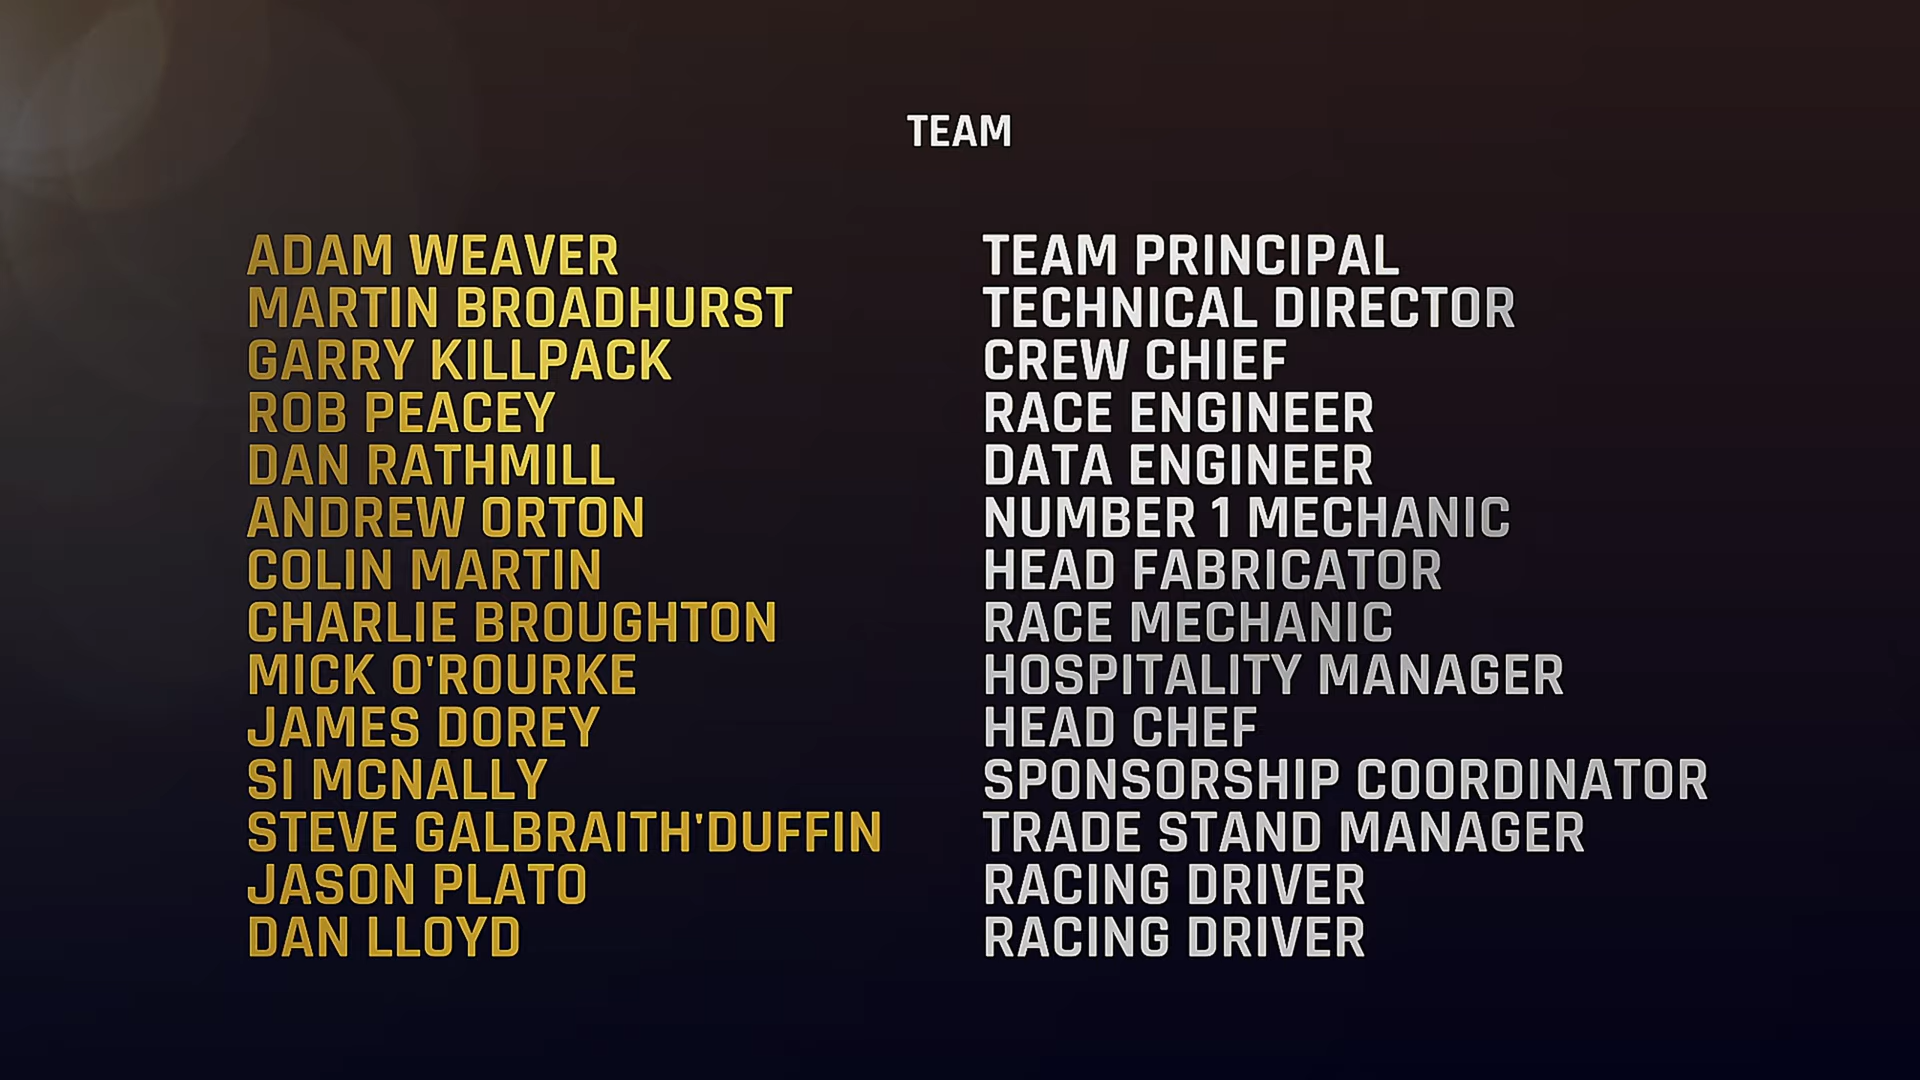 TEAM
ADAM WEAVER TEAM PRINCIPAL
MARTIN BROADHURST TECHNICAL DIRECTOR
GARRY KILLPACK CREW CHIEF
ROB PEACEY RACE ENGINEER
DAN RATHMILL DATA ENGINEER
ANDREW ORTON NUMBER 1 MECHANIC
COLIN MARTIN HEAD FABRICATOR
CHARLIE BROUGHTON RACE MECHANIC
MICK O'ROURKE HOSPITALITY MANAGER
JAMES DOREY HEAD CHEF
SI MCNALLY SPONSORSHIP COORDINATOR
STEVE GALBRAITH'DUFFIN TRADE STAND MANAGER
JASON PLATO RACING DRIVER
DAN LLOYD RACING DRIVER